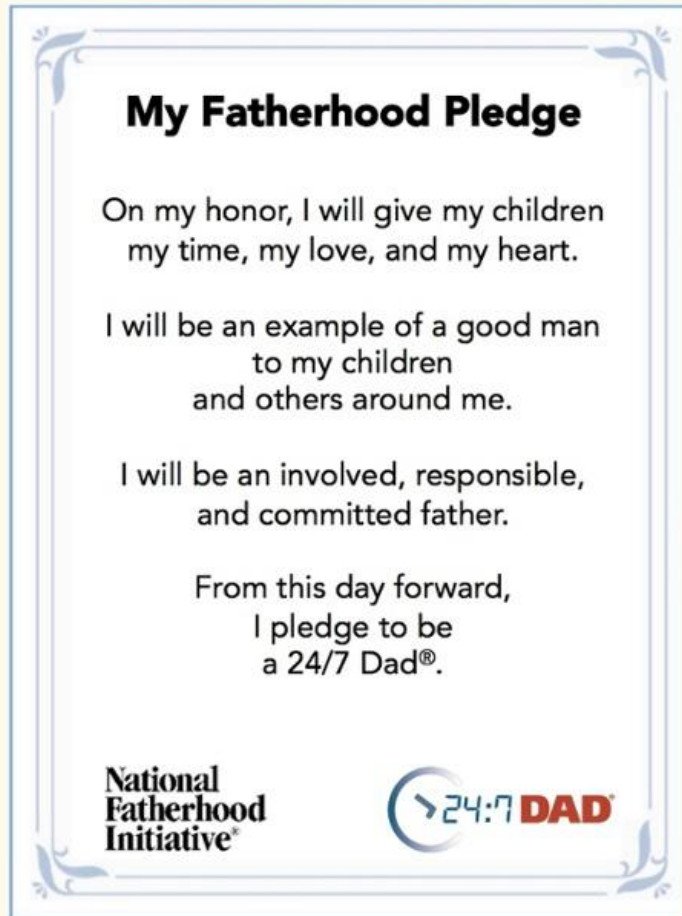 My Fatherhood Pledge
On my honor, I will give my children
my time, my love, and my heart.
I will be an example of a good man
to my children
and others around me.
I will be an involved, responsible,
and committed father.
From this day forward,
I pledge to be
a 24/7 Dad®.
National
Fatherhood
Initiative®
24:7 DAD®